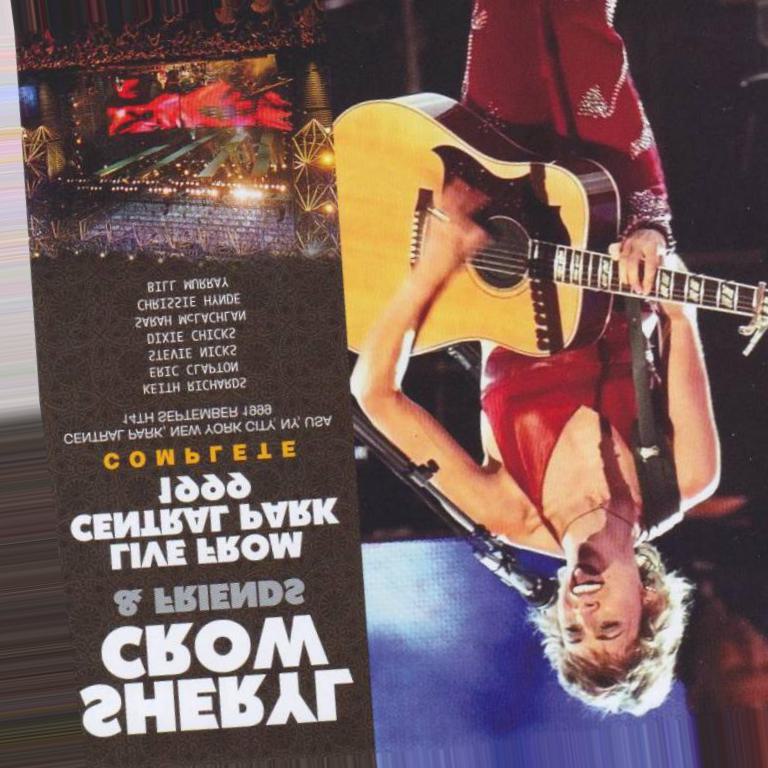 SHERYL
CROW
& FRIENDS
LIVE FROM
CENTRAL PARK
1999
COMPLETE
CENTRAL PARK, NEW YORK CITY, NY, USA
14TH SEPTEMBER 1999
KEITH RICHARDS
ERIC CLAPTON
STEVIE NICKS
DIXIE CHICKS
SARAH McLACHLAN
CHRISSIE HYNDE
BILL MURRAY